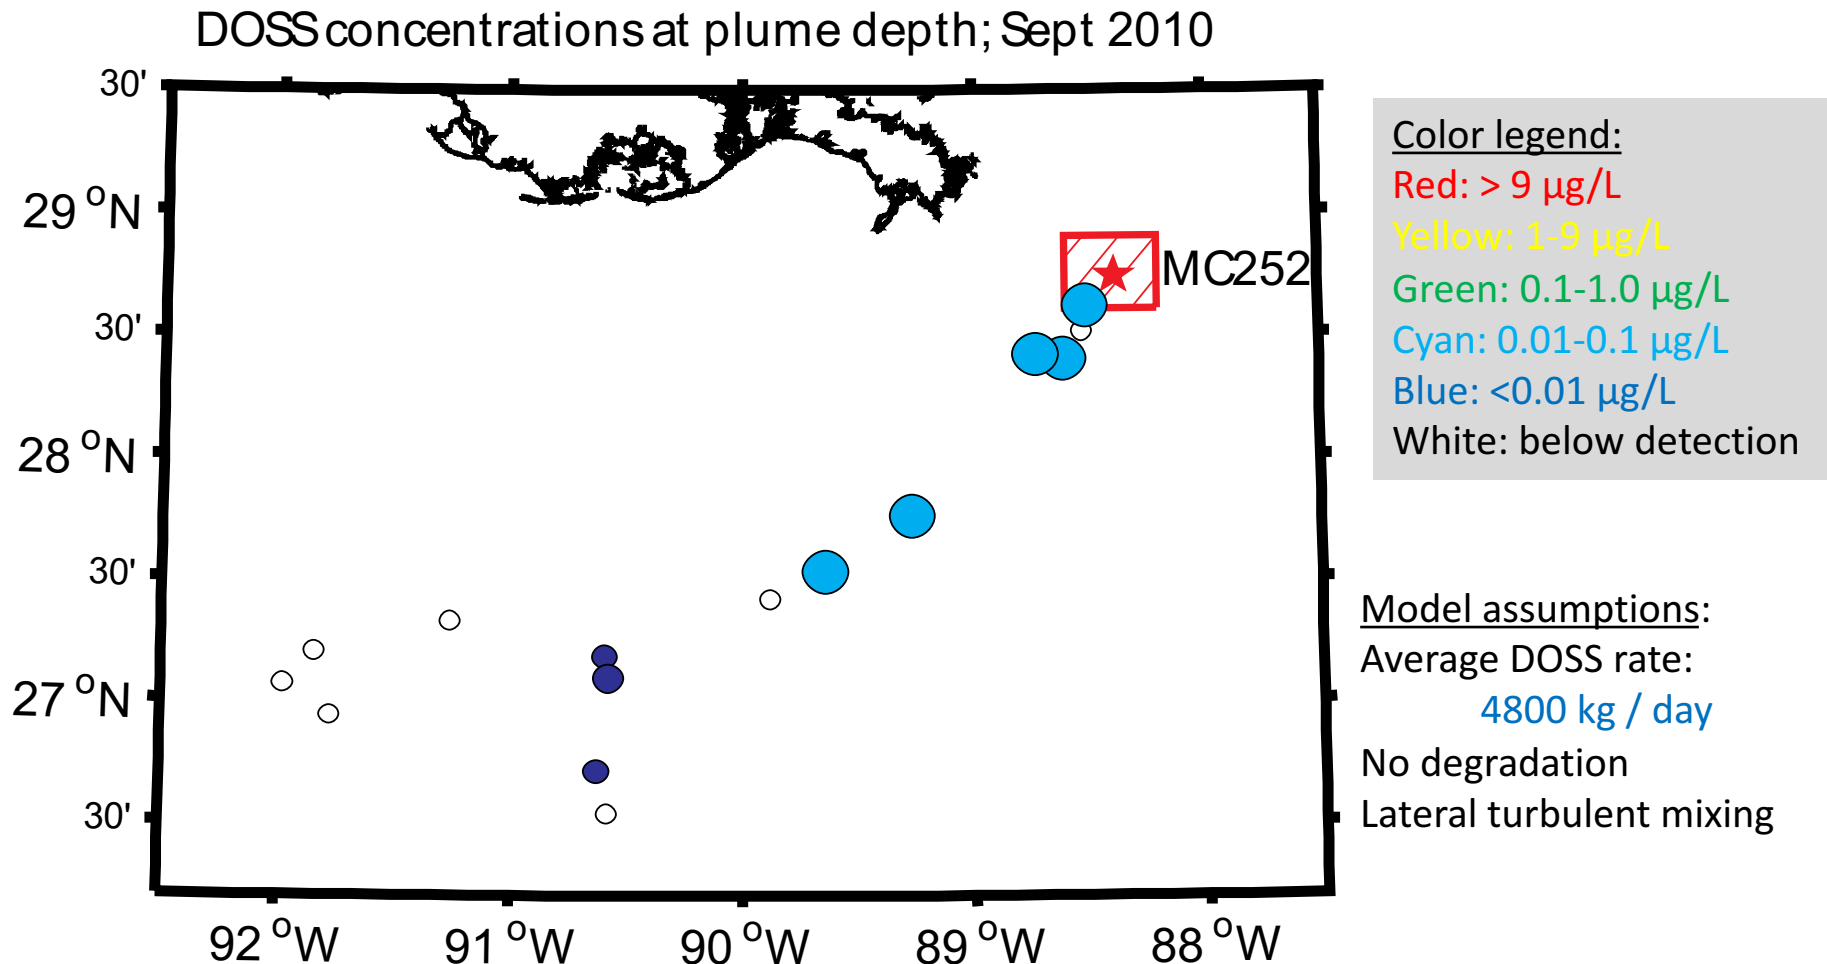 DOSS concentrations at plume depth; Sept 2010
30'
29 °N
30'
28 °N
30'
27 °N
30'
92 °W
91 °W
90 °W
89 °W
88 °W
MC252
Color legend:
Red: > 9 µg/L
Yellow: 1-9 µg/L
Green: 0.1-1.0 µg/L
Cyan: 0.01-0.1 µg/L
Blue: <0.01 µg/L
White: below detection
Model assumptions:
Average DOSS rate:
4800 kg / day
No degradation
Lateral turbulent mixing